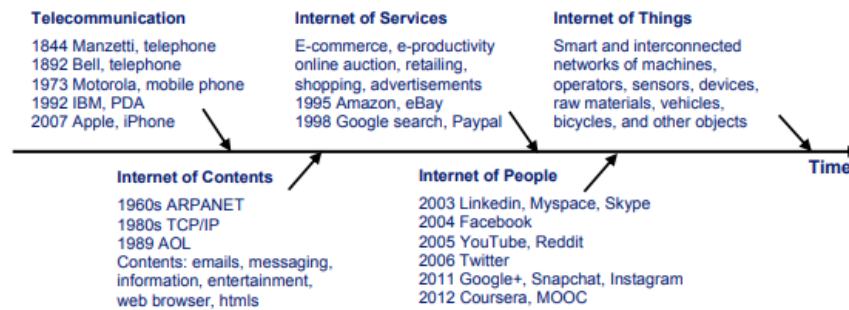 Telecommunication
1844 Manzetti, telephone
1892 Bell, telephone
1973 Motorola, mobile phone
1992 IBM, PDA
2007 Apple, iPhone
Internet of Services
E-commerce, e-productivity
online auction, retailing,
shopping, advertisements
1995 Amazon, eBay
1998 Google search, Paypal
Internet of Things
Smart and interconnected
networks of machines,
operators, sensors, devices,
raw materials, vehicles,
bicycles, and other objects
Time
Internet of Contents
1960s ARPANET
1980s TCP/IP
1989 AOL
Contents: emails, messaging,
information, entertainment,
web browser, htmls
Internet of People
2003 Linkedin, Myspace, Skype
2004 Facebook
2005 YouTube, Reddit
2006 Twitter
2011 Google+, Snapchat, Instagram
2012 Coursera, MOOC